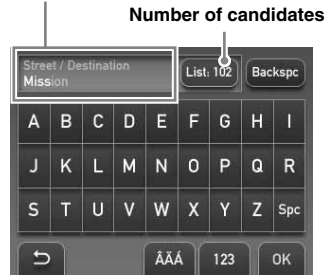 Number of candidates
Street / Destination
Mission
List: 102
Backspc
A B C D E F G H I
J K L M N O P Q R
S T U V W X Y Z Spc
ÂÄÁ 123 OK